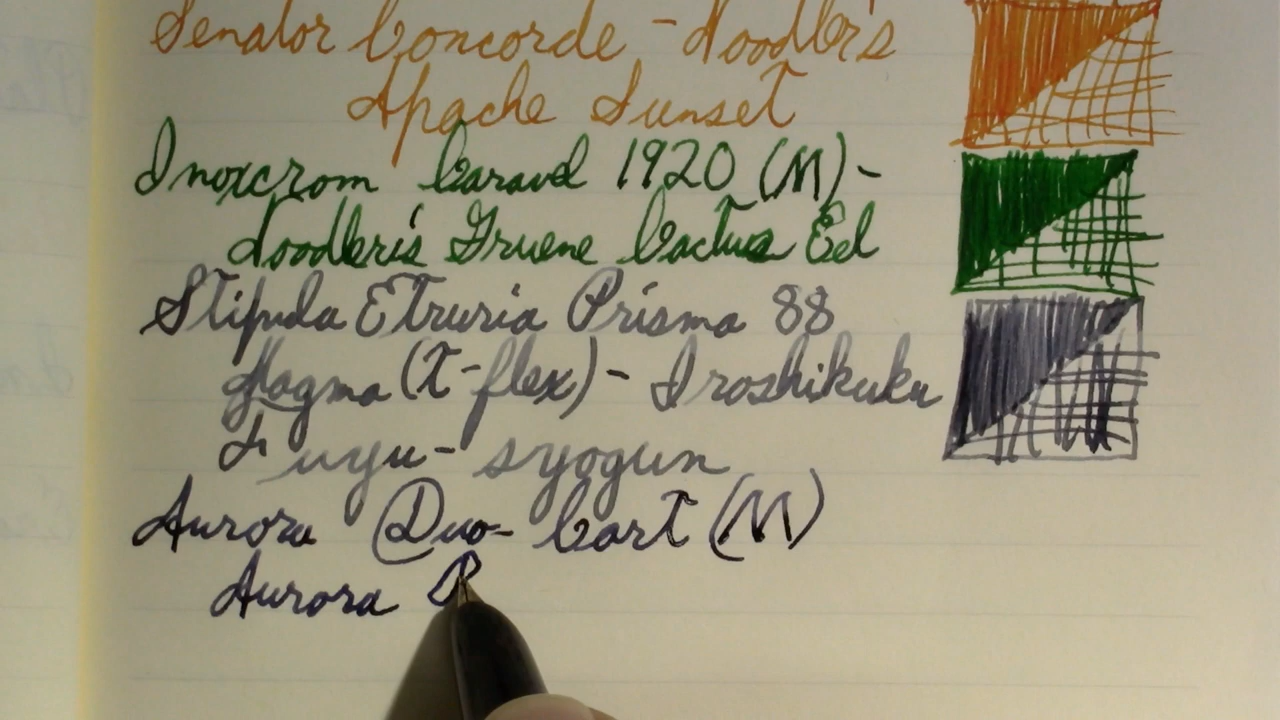 Senator Concorde - Noodler's
Apache Sunset
Inoxcrom Caravel 1920 (M) -
Noodler's Gruene Cactus Eel
Stipula Etruria Prisma 88
Magma (T-flex) - Iroshikuku
Fuyu-syogun
Aurora Duo-Cart (M)
Aurora B